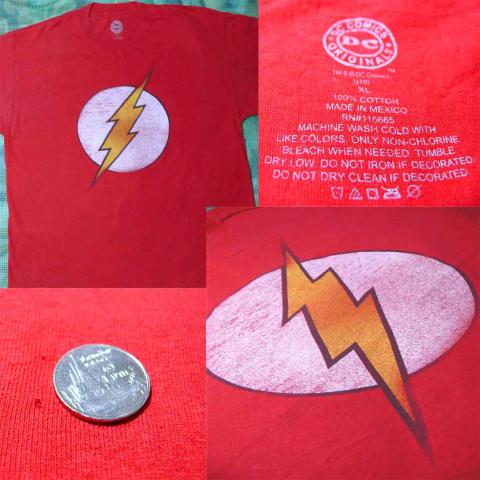 DC COMICS
DC
ORIGINALS
TM & © DC Comics
(s10)
XL
100% COTTON
MADE IN MEXICO
RN#115665
MACHINE WASH COLD WITH
LIKE COLORS. ONLY NON-CHLORINE
BLEACH WHEN NEEDED. TUMBLE
DRY LOW. DO NOT IRON IF DECORATED.
DO NOT DRY CLEAN IF DECORATED.